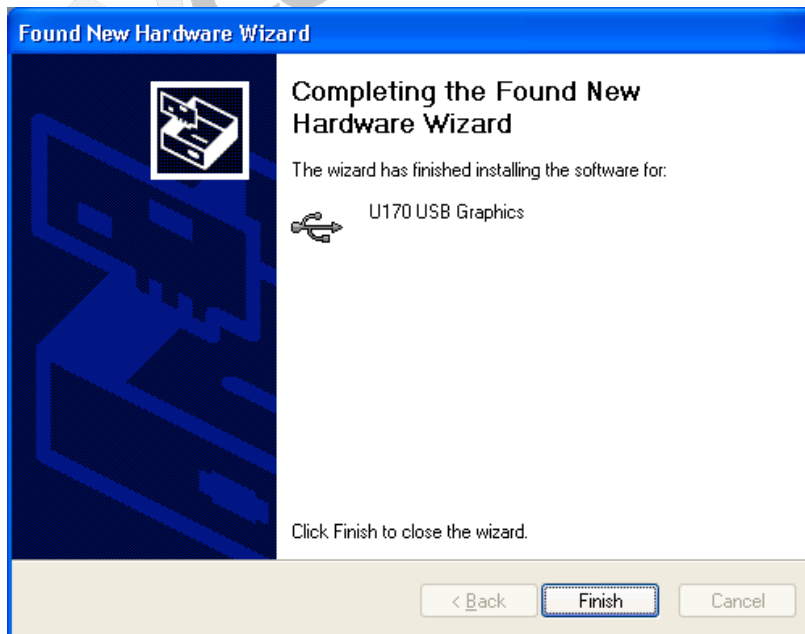 Found New Hardware Wizard
Completing the Found New
Hardware Wizard
The wizard has finished installing the software for:
U170 USB Graphics
Click Finish to close the wizard.
< Back
Finish
Cancel